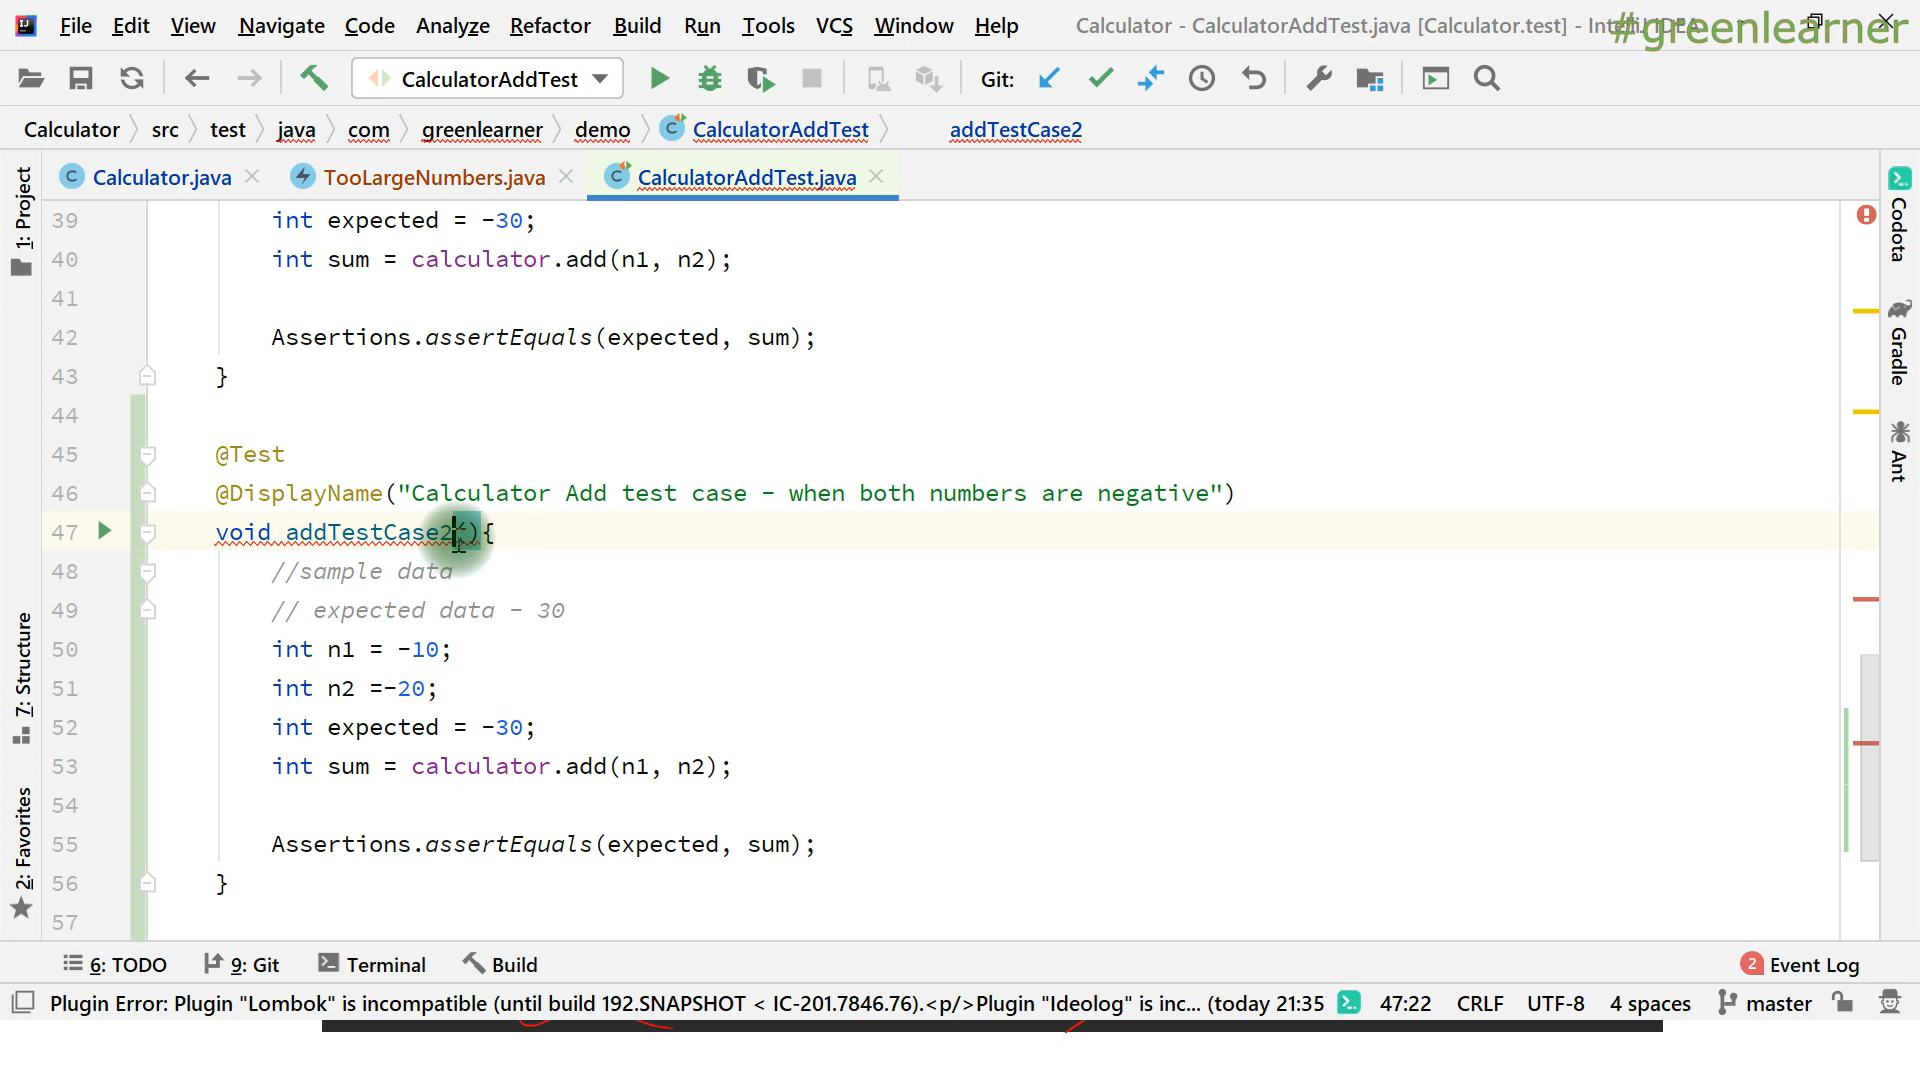 File Edit View Navigate Code Analyze Refactor Build Run Tools VCS Window Help Calculator - CalculatorAddTest.java [Calculator.test] - IntelliJ IDEA
#greenlearner
CalculatorAddTest Git:
Calculator src test java com greenlearner demo CalculatorAddTest addTestCase2
Calculator.java TooLargeNumbers.java CalculatorAddTest.java
1: Project
7: Structure
2: Favorites
39 int expected = -30;
40 int sum = calculator.add(n1, n2);
41
42 Assertions.assertEquals(expected, sum);
43 }
44
45 @Test
46 @DisplayName("Calculator Add test case - when both numbers are negative")
47 void addTestCase2(){
48 //sample data
49 // expected data - 30
50 int n1 = -10;
51 int n2 =-20;
52 int expected = -30;
53 int sum = calculator.add(n1, n2);
54
55 Assertions.assertEquals(expected, sum);
56 }
57
Codota
Gradle
Ant
6: TODO 9: Git Terminal Build 2 Event Log
Plugin Error: Plugin "Lombok" is incompatible (until build 192.SNAPSHOT < IC-201.7846.76).<p/>Plugin "Ideolog" is inc... (today 21:35 47:22 CRLF UTF-8 4 spaces master